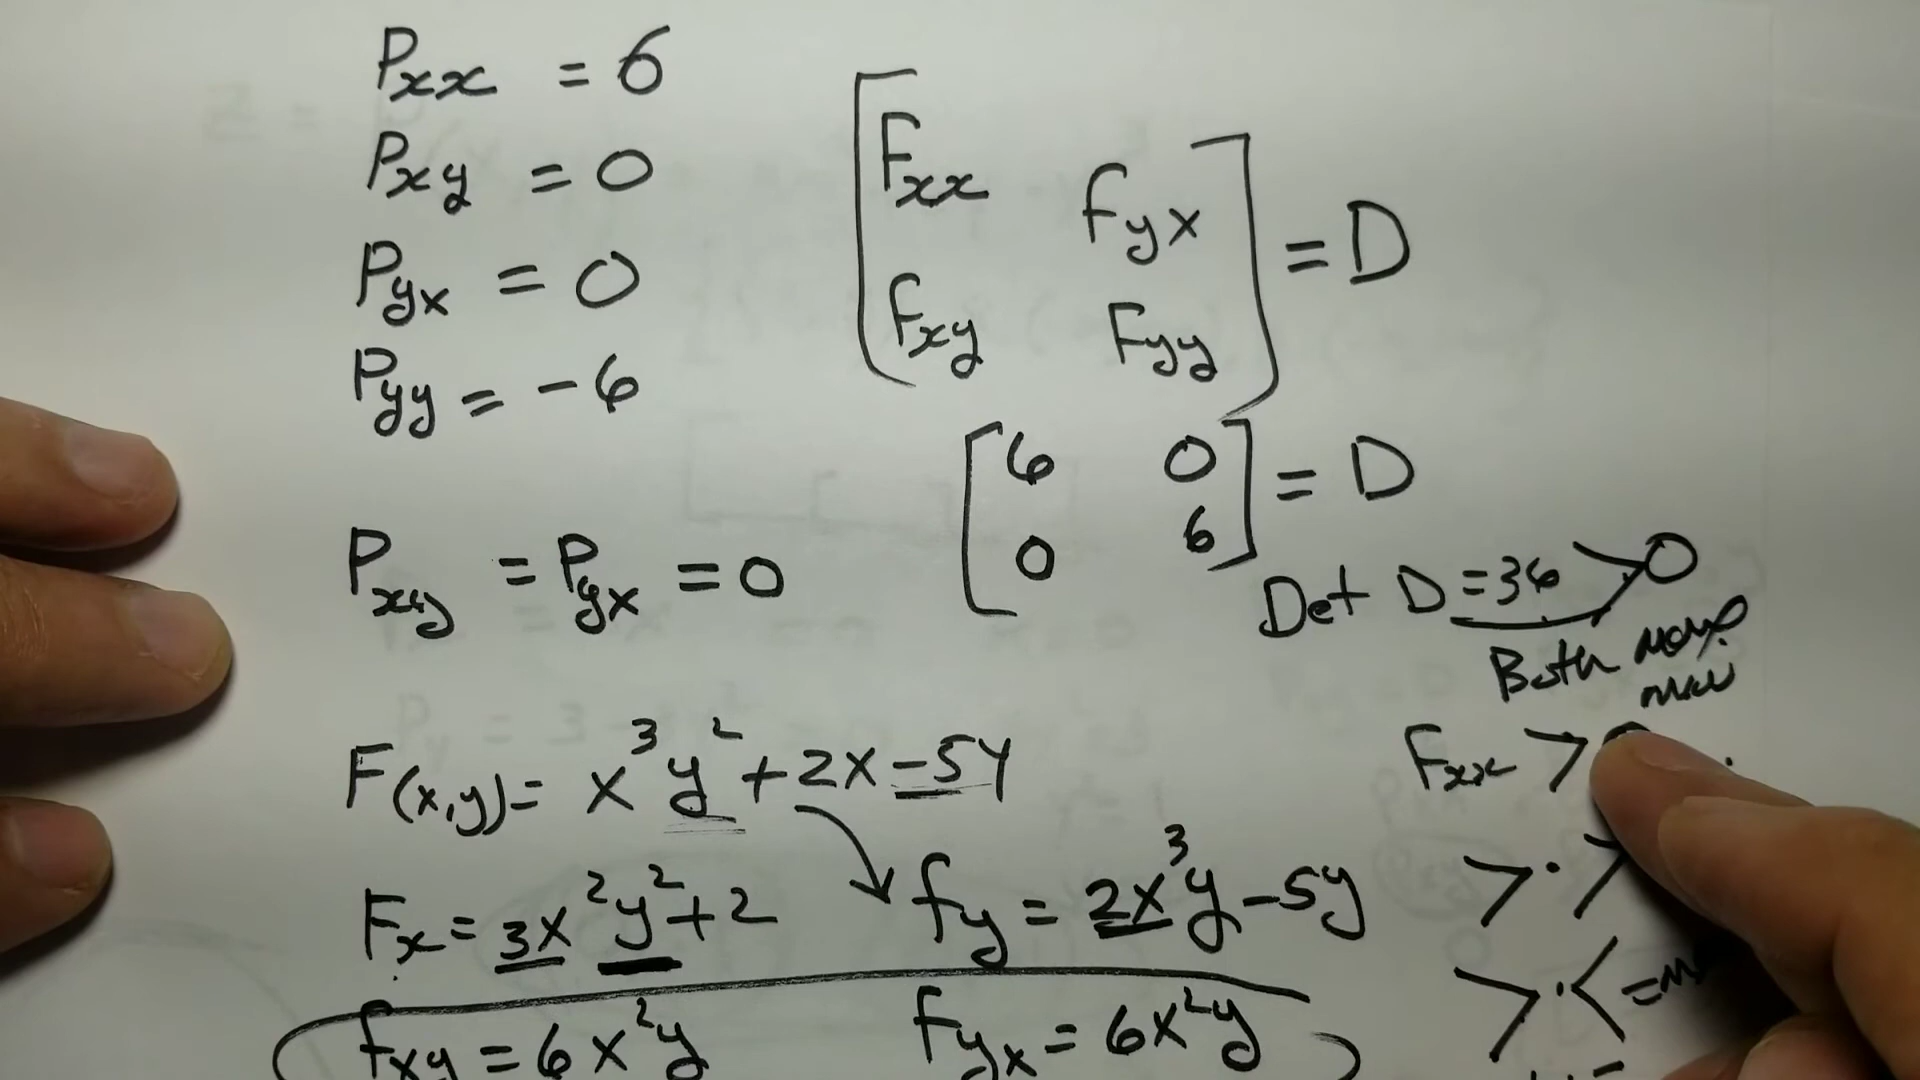 Pxx = 6
Pxy = 0
Pyx = 0
Pyy = -6
Pxy = Pyx = 0
[Fxx fyx
fxy Fyy] = D
[6 0
0 6] = D
Det D = 36 > 0
Both
Fxx >
> · >
> · < =
F(x,y) = x³y² + 2x - 5y
Fx = 3x²y² + 2
fy = 2x³y - 5y
fxy = 6x²y
Fyx = 6x²y